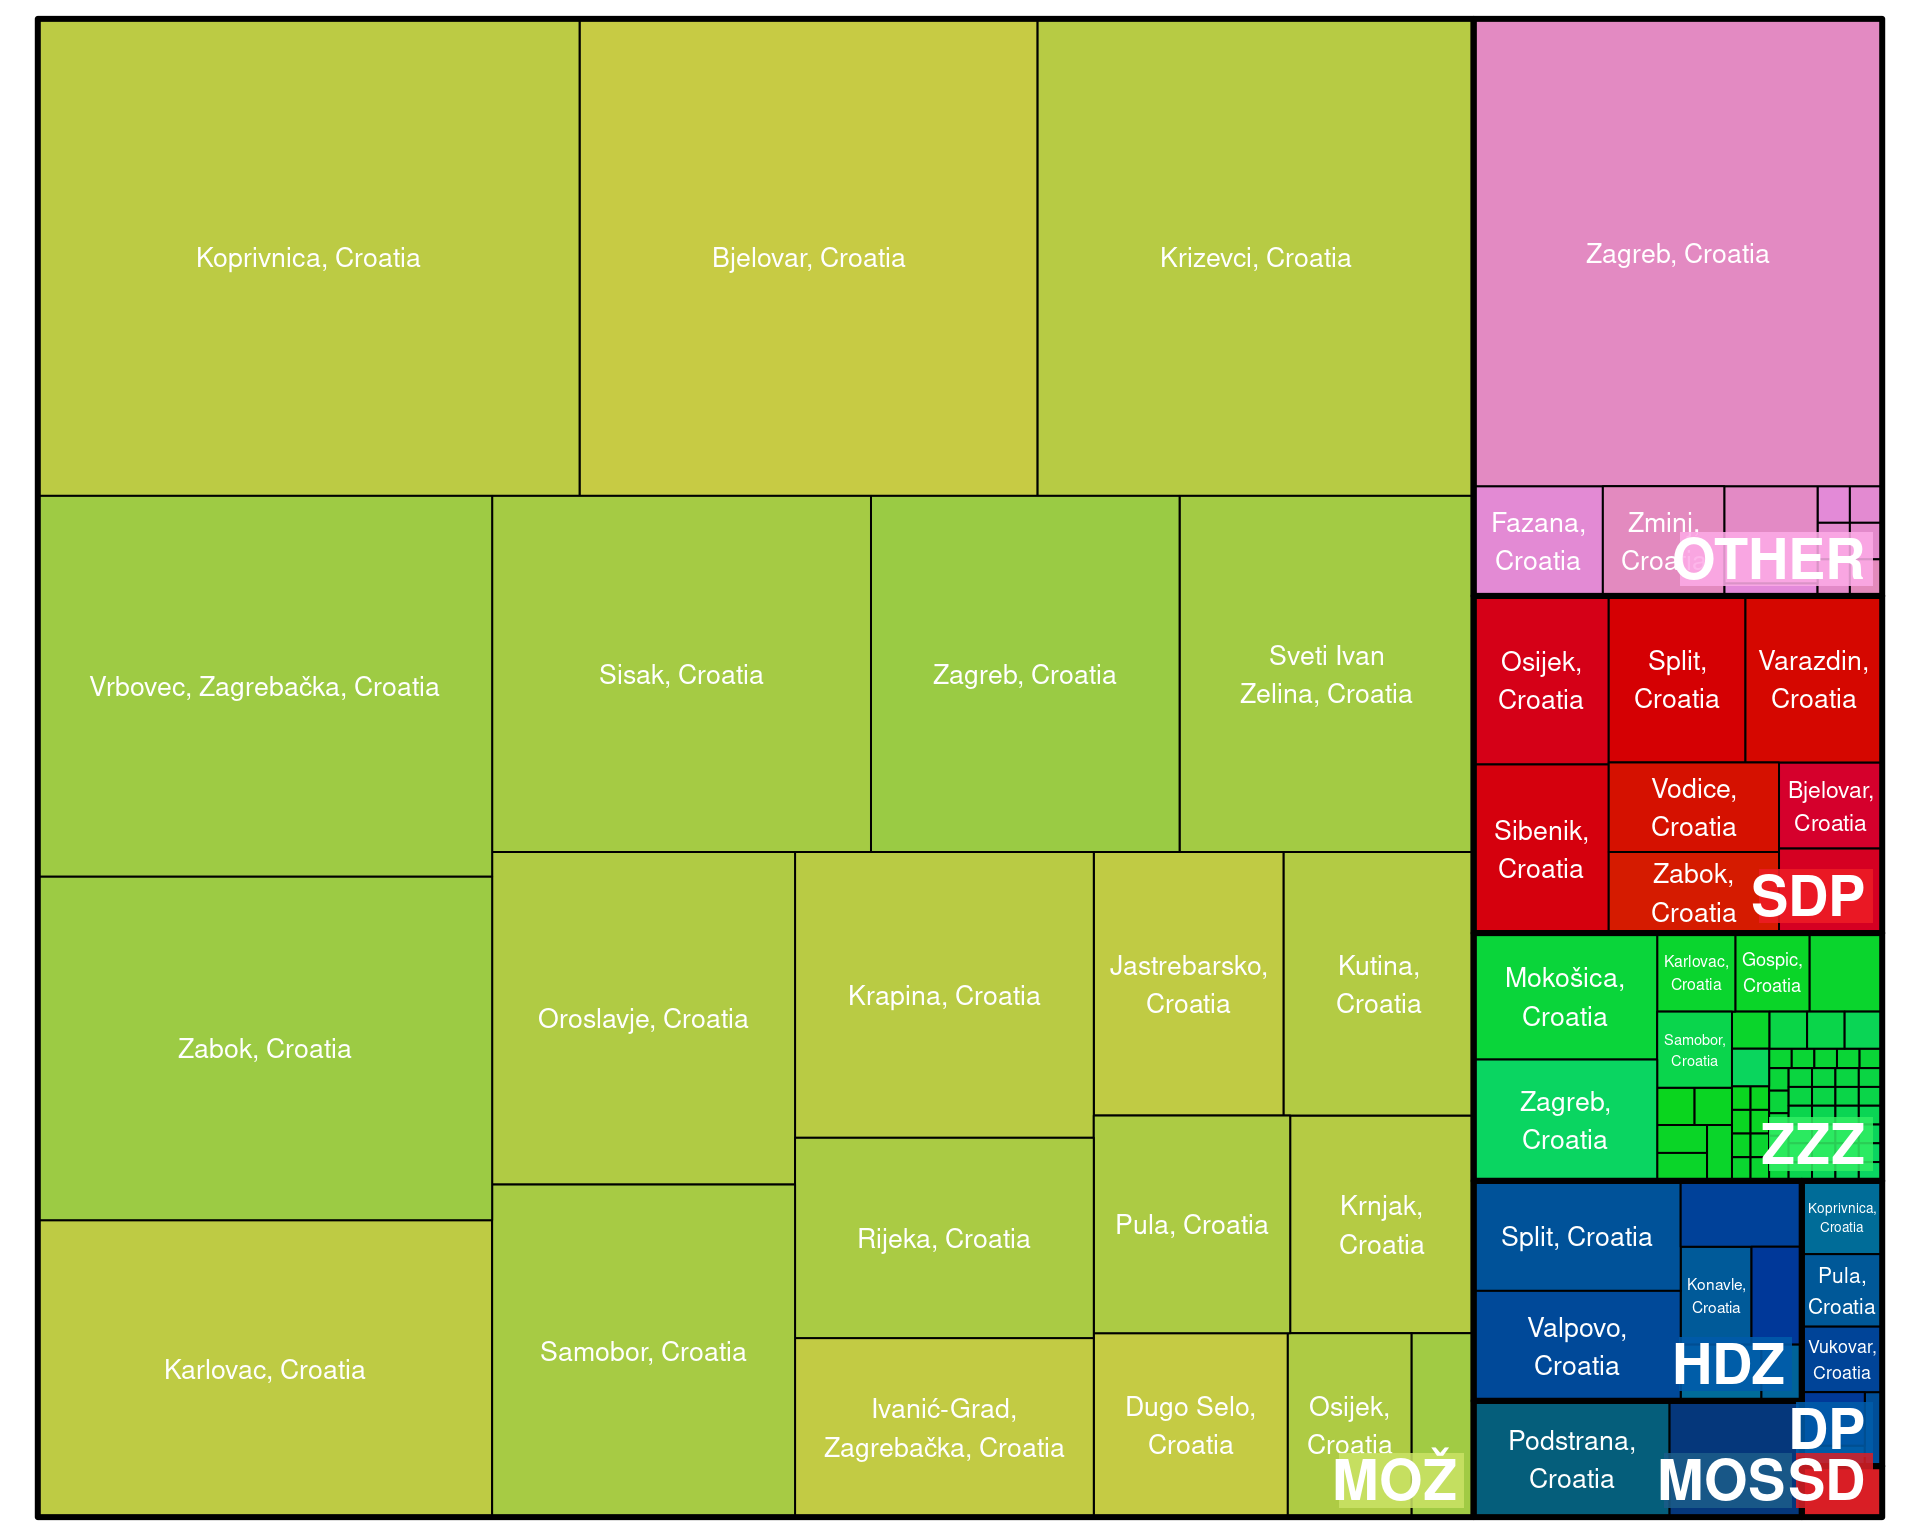 Koprivnica, Croatia
Bjelovar, Croatia
Krizevci, Croatia
Vrbovec, Zagrebačka, Croatia
Sisak, Croatia
Zagreb, Croatia
Sveti Ivan
Zelina, Croatia
Zabok, Croatia
Karlovac, Croatia
Oroslavje, Croatia
Samobor, Croatia
Krapina, Croatia
Rijeka, Croatia
Ivanić-Grad,
Zagrebačka, Croatia
Jastrebarsko,
Croatia
Kutina,
Croatia
Pula, Croatia
Krnjak,
Croatia
Dugo Selo,
Croatia
Osijek,
Croatia
MOŽ
Zagreb, Croatia
Fazana,
Croatia
Zmini,
Croatia
OTHER
Osijek,
Croatia
Split,
Croatia
Varazdin,
Croatia
Sibenik,
Croatia
Vodice,
Croatia
Bjelovar,
Croatia
Zabok,
Croatia
SDP
Mokošica,
Croatia
Zagreb,
Croatia
Karlovac,
Croatia
Gospic,
Croatia
Samobor,
Croatia
ZZZ
Split, Croatia
Valpovo,
Croatia
Konavle,
Croatia
HDZ
Koprivnica,
Croatia
Pula,
Croatia
Vukovar,
Croatia
DP
Podstrana,
Croatia
MOS
SD